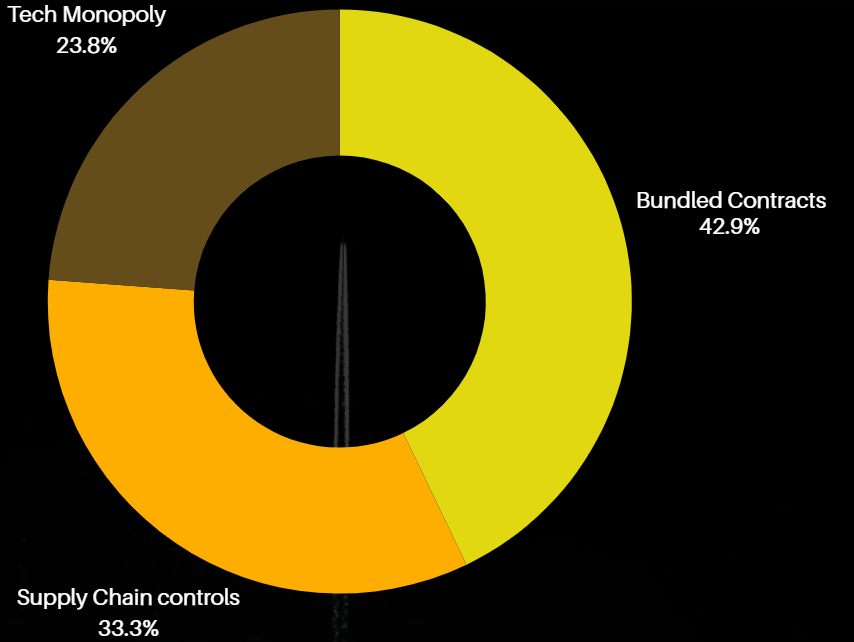 Tech Monopoly
23.8%
Bundled Contracts
42.9%
Supply Chain controls
33.3%